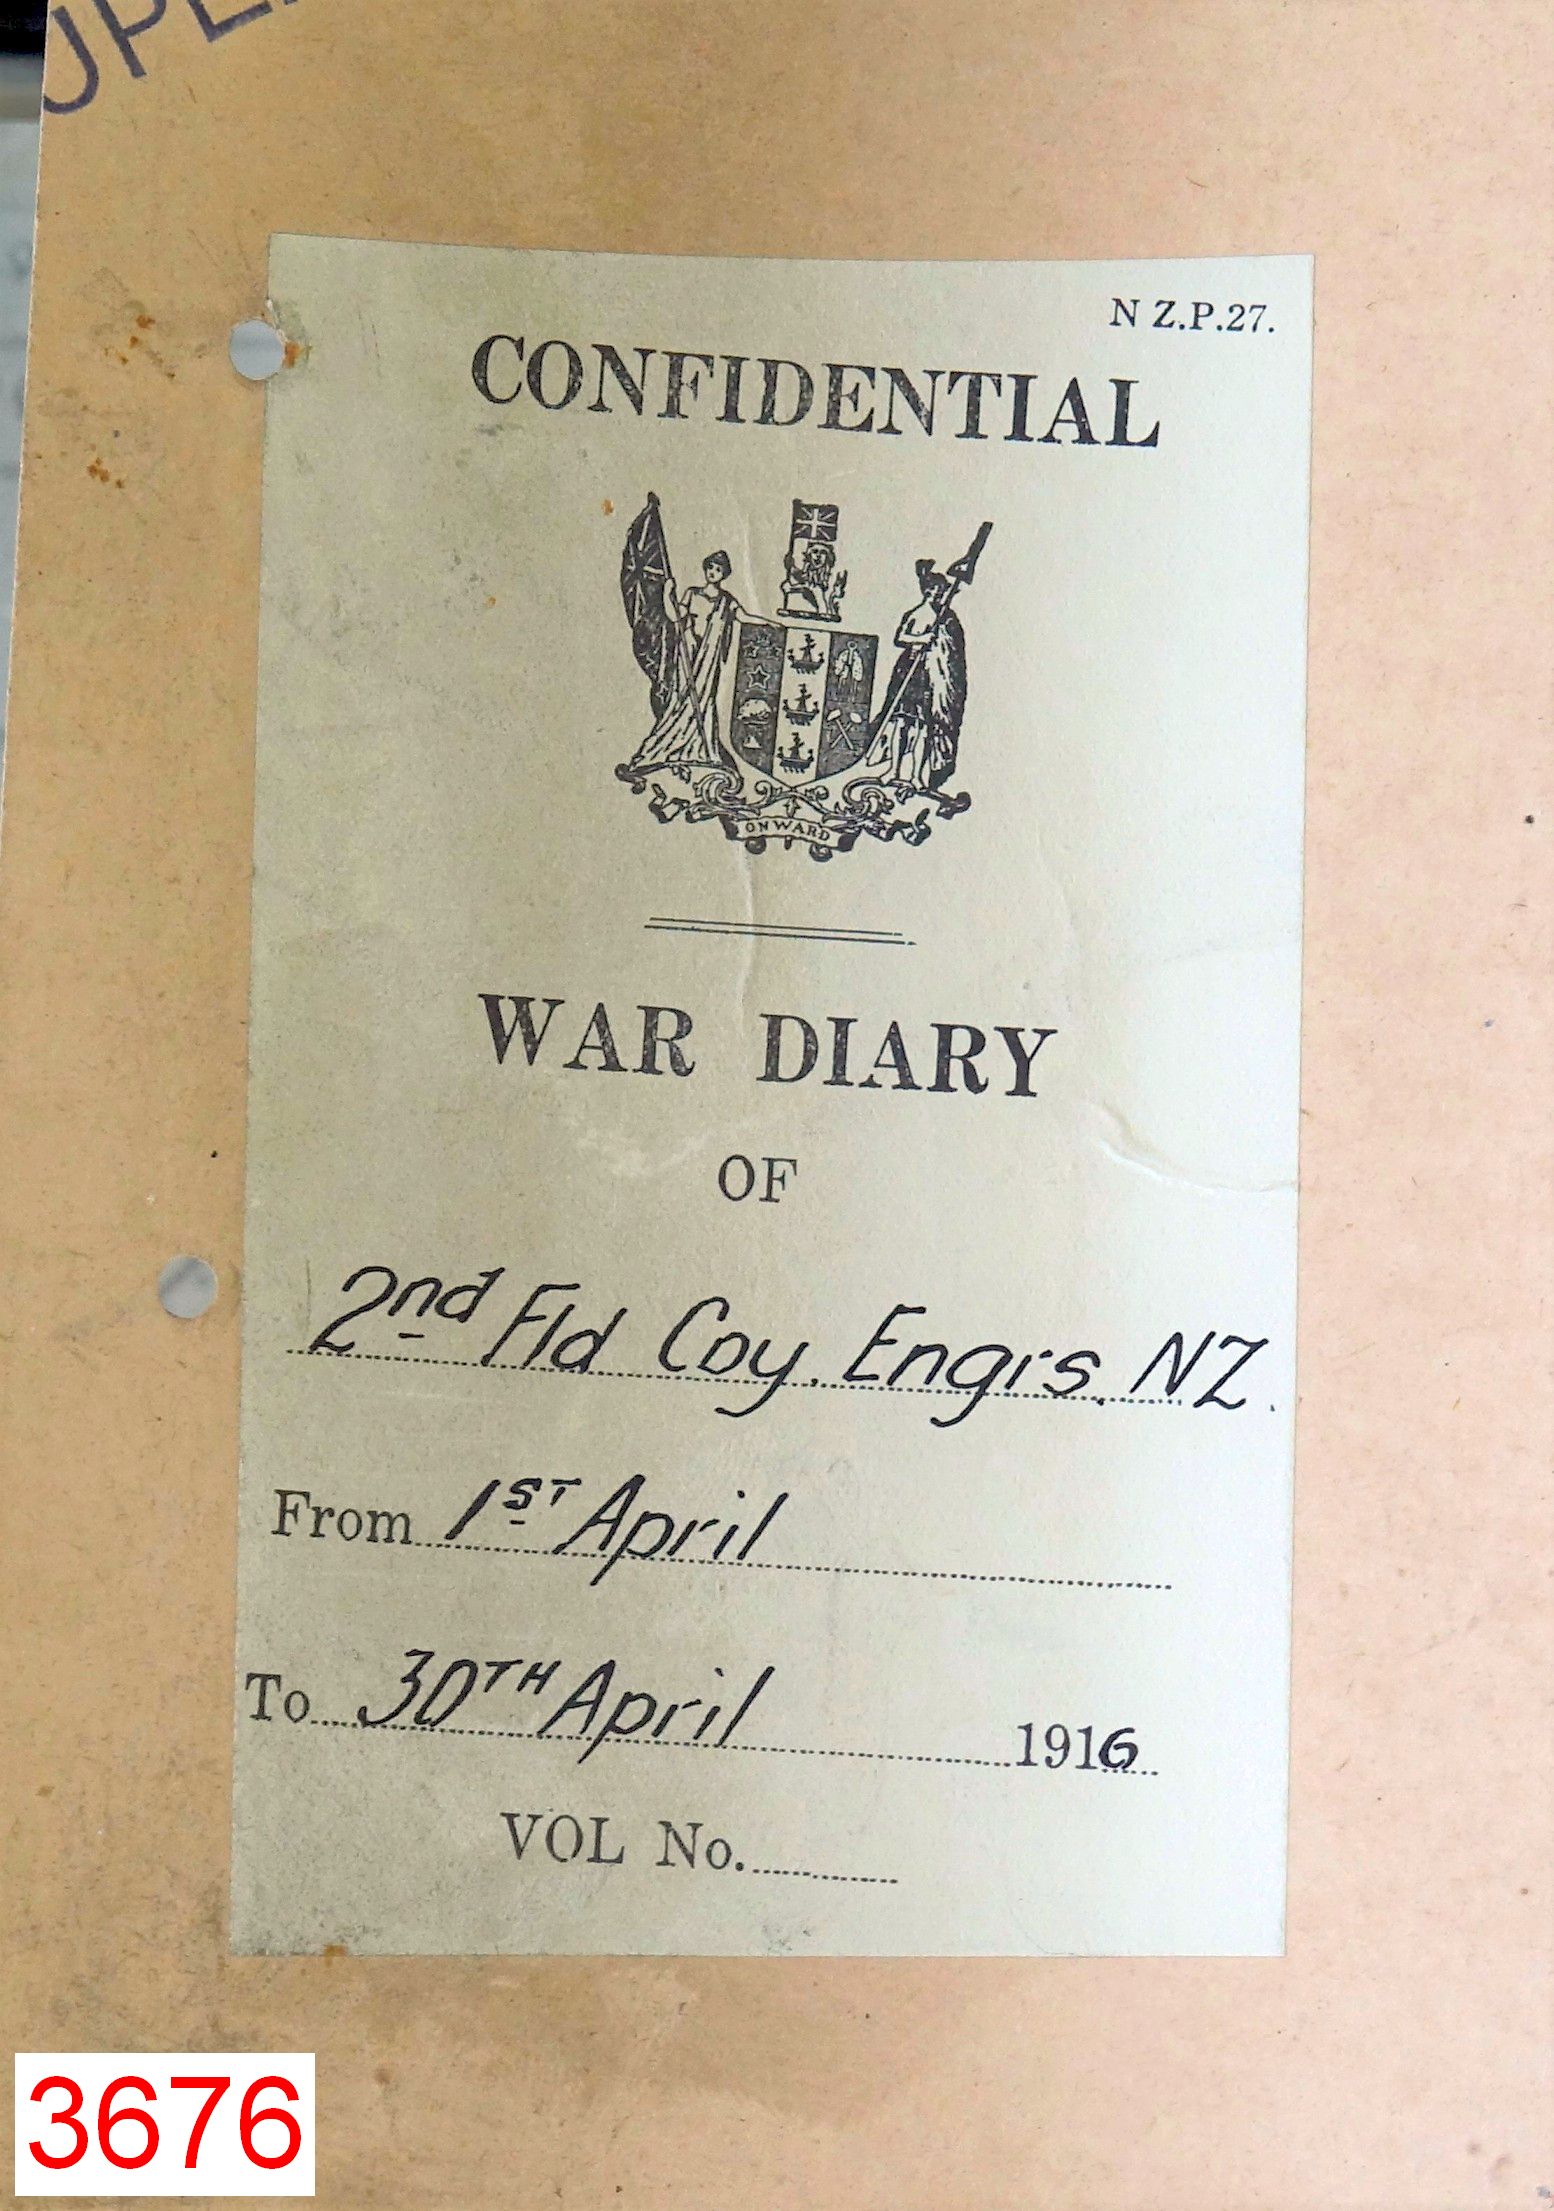 N Z.P.27.
CONFIDENTIAL
ONWARD
WAR DIARY
OF
2nd Fld Coy. Engrs. NZ.
From 1ST April
To 30TH April 1916
VOL No.
3676